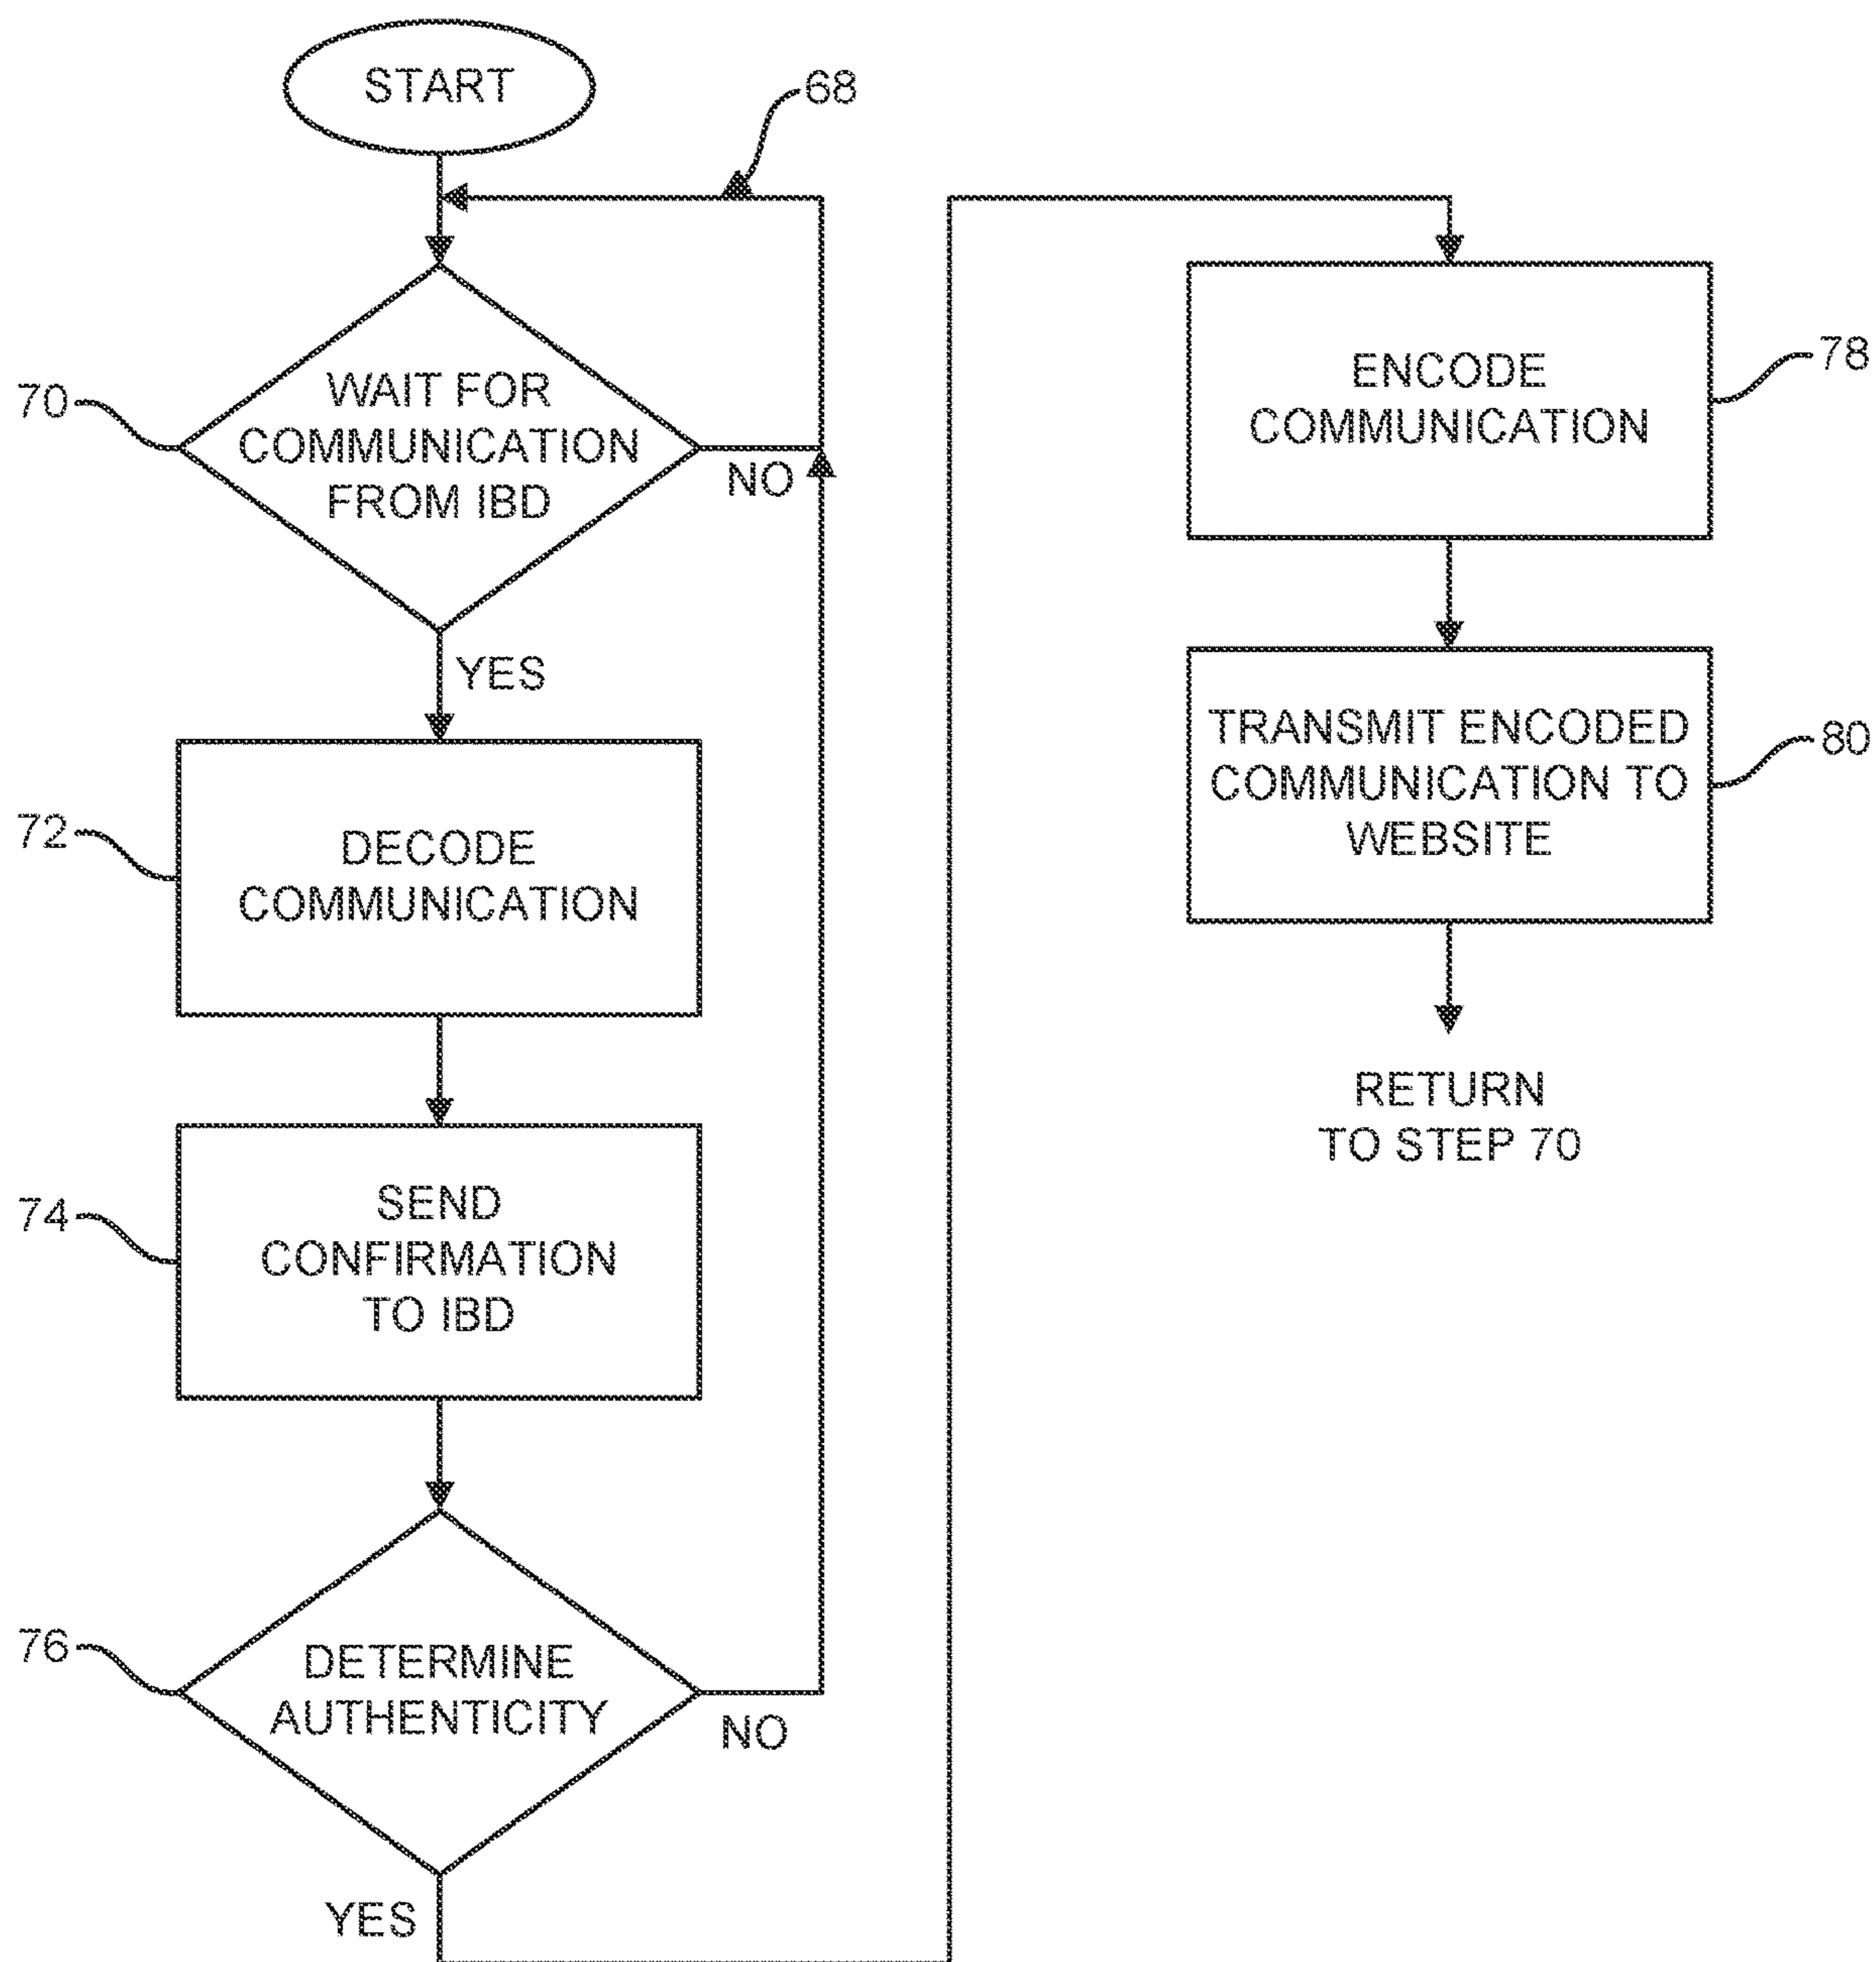 START
68
70
WAIT FOR
COMMUNICATION
FROM IBD
NO
YES
72
DECODE
COMMUNICATION
74
SEND
CONFIRMATION
TO IBD
76
DETERMINE
AUTHENTICITY
NO
YES
ENCODE
COMMUNICATION
78
TRANSMIT ENCODED
COMMUNICATION TO
WEBSITE
80
RETURN
TO STEP 70